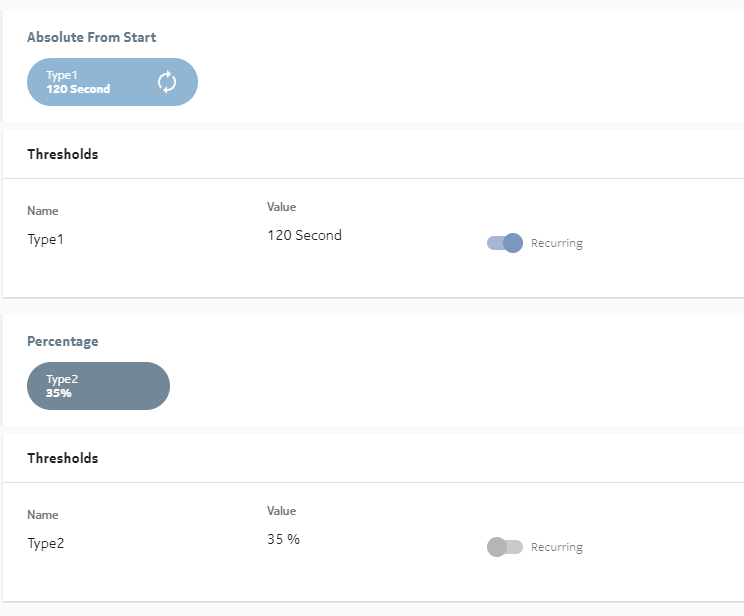 Absolute From Start
Type1
120 Second
Thresholds
Name
Value
Type1
120 Second
Recurring
Percentage
Type2
35%
Thresholds
Name
Value
Type2
35 %
Recurring